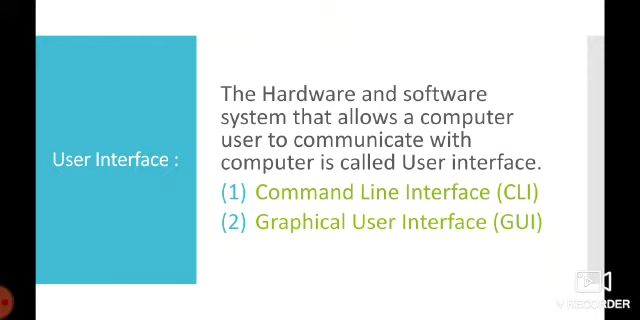 User Interface :
The Hardware and software
system that allows a computer
user to communicate with
computer is called User interface.
(1) Command Line Interface (CLI)
(2) Graphical User Interface (GUI)
V RECORDER